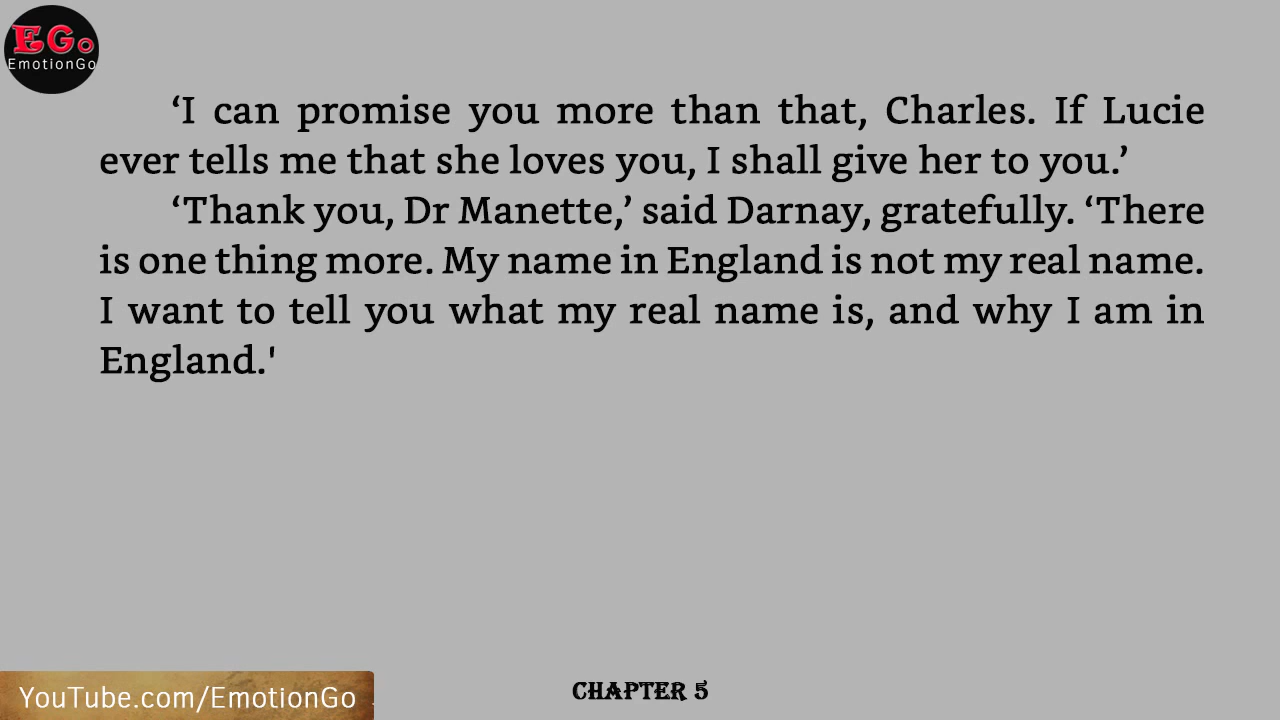 EGo
EmotionGo
‘I can promise you more than that, Charles. If Lucie
ever tells me that she loves you, I shall give her to you.’
‘Thank you, Dr Manette,’ said Darnay, gratefully. ‘There
is one thing more. My name in England is not my real name.
I want to tell you what my real name is, and why I am in
England.'
YouTube.com/EmotionGo
CHAPTER 5